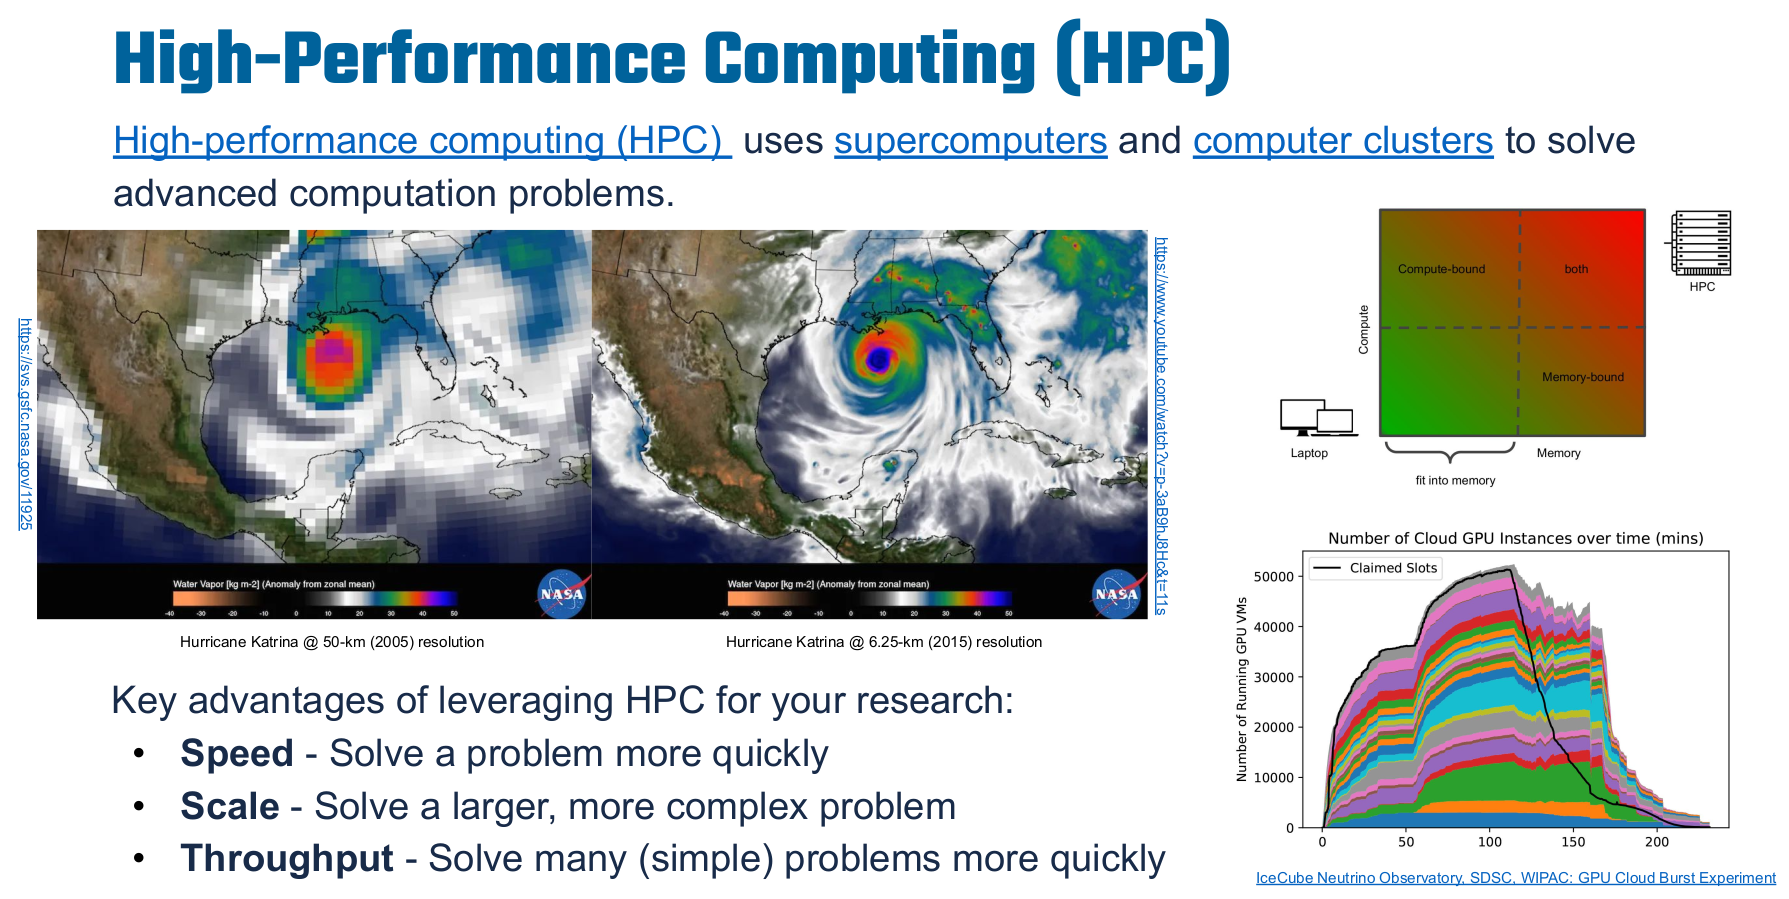 High-Performance Computing (HPC)
High-performance computing (HPC)  uses supercomputers and computer clusters to solve
advanced computation problems.
https://svs.gsfc.nasa.gov/11925
Water Vapor [kg m-2] (Anomaly from zonal mean)
-40 -30 -20 -10 0 10 20 30 40 50
NASA
Hurricane Katrina @ 50-km (2005) resolution
Water Vapor [kg m-2] (Anomaly from zonal mean)
-40 -30 -20 -10 0 10 20 30 40 50
NASA
Hurricane Katrina @ 6.25-km (2015) resolution
https://www.youtube.com/watch?v=p-3aB9hJ8Hc&t=11s
Compute-bound
both
HPC
Compute
Memory-bound
Laptop
Memory
fit into memory
Key advantages of leveraging HPC for your research:
• Speed - Solve a problem more quickly
• Scale - Solve a larger, more complex problem
• Throughput - Solve many (simple) problems more quickly
Number of Cloud GPU Instances over time (mins)
Claimed Slots
Number of Running GPU VMs
50000
40000
30000
20000
10000
0
0 50 100 150 200
IceCube Neutrino Observatory, SDSC, WIPAC: GPU Cloud Burst Experiment